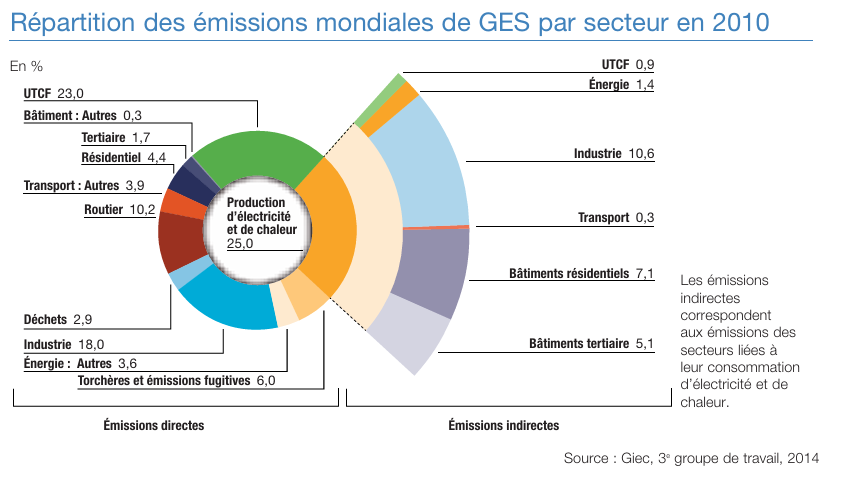 Répartition des émissions mondiales de GES par secteur en 2010
En %
UTCF 23,0
Bâtiment : Autres 0,3
Tertiaire 1,7
Résidentiel 4,4
Transport : Autres 3,9
Routier 10,2
Déchets 2,9
Industrie 18,0
Énergie : Autres 3,6
Torchères et émissions fugitives 6,0
Émissions directes
Production
d'électricité
et de chaleur
25,0
UTCF 0,9
Énergie 1,4
Industrie 10,6
Transport 0,3
Bâtiments résidentiels 7,1
Bâtiments tertiaire 5,1
Émissions indirectes
Les émissions
indirectes
correspondent
aux émissions des
secteurs liées à
leur consommation
d'électricité et de
chaleur.
Source : Giec, 3e groupe de travail, 2014